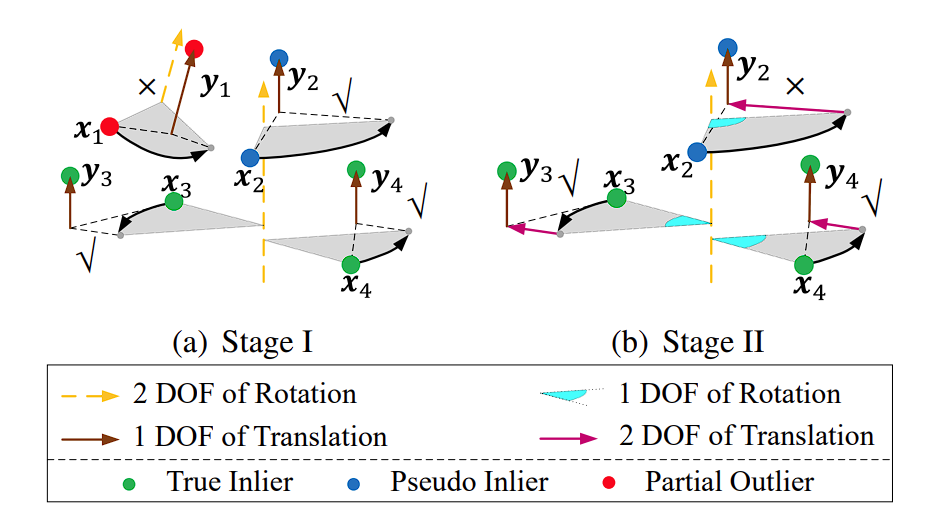 × y₁ y₂ √
x₁ x₂
y₃ x₃ y₄ √
√ x₄
y₂ ×
x₂
y₃ √ x₃ y₄ √
x₄
(a) Stage I
(b) Stage II
2 DOF of Rotation
1 DOF of Rotation
1 DOF of Translation
2 DOF of Translation
True Inlier
Pseudo Inlier
Partial Outlier